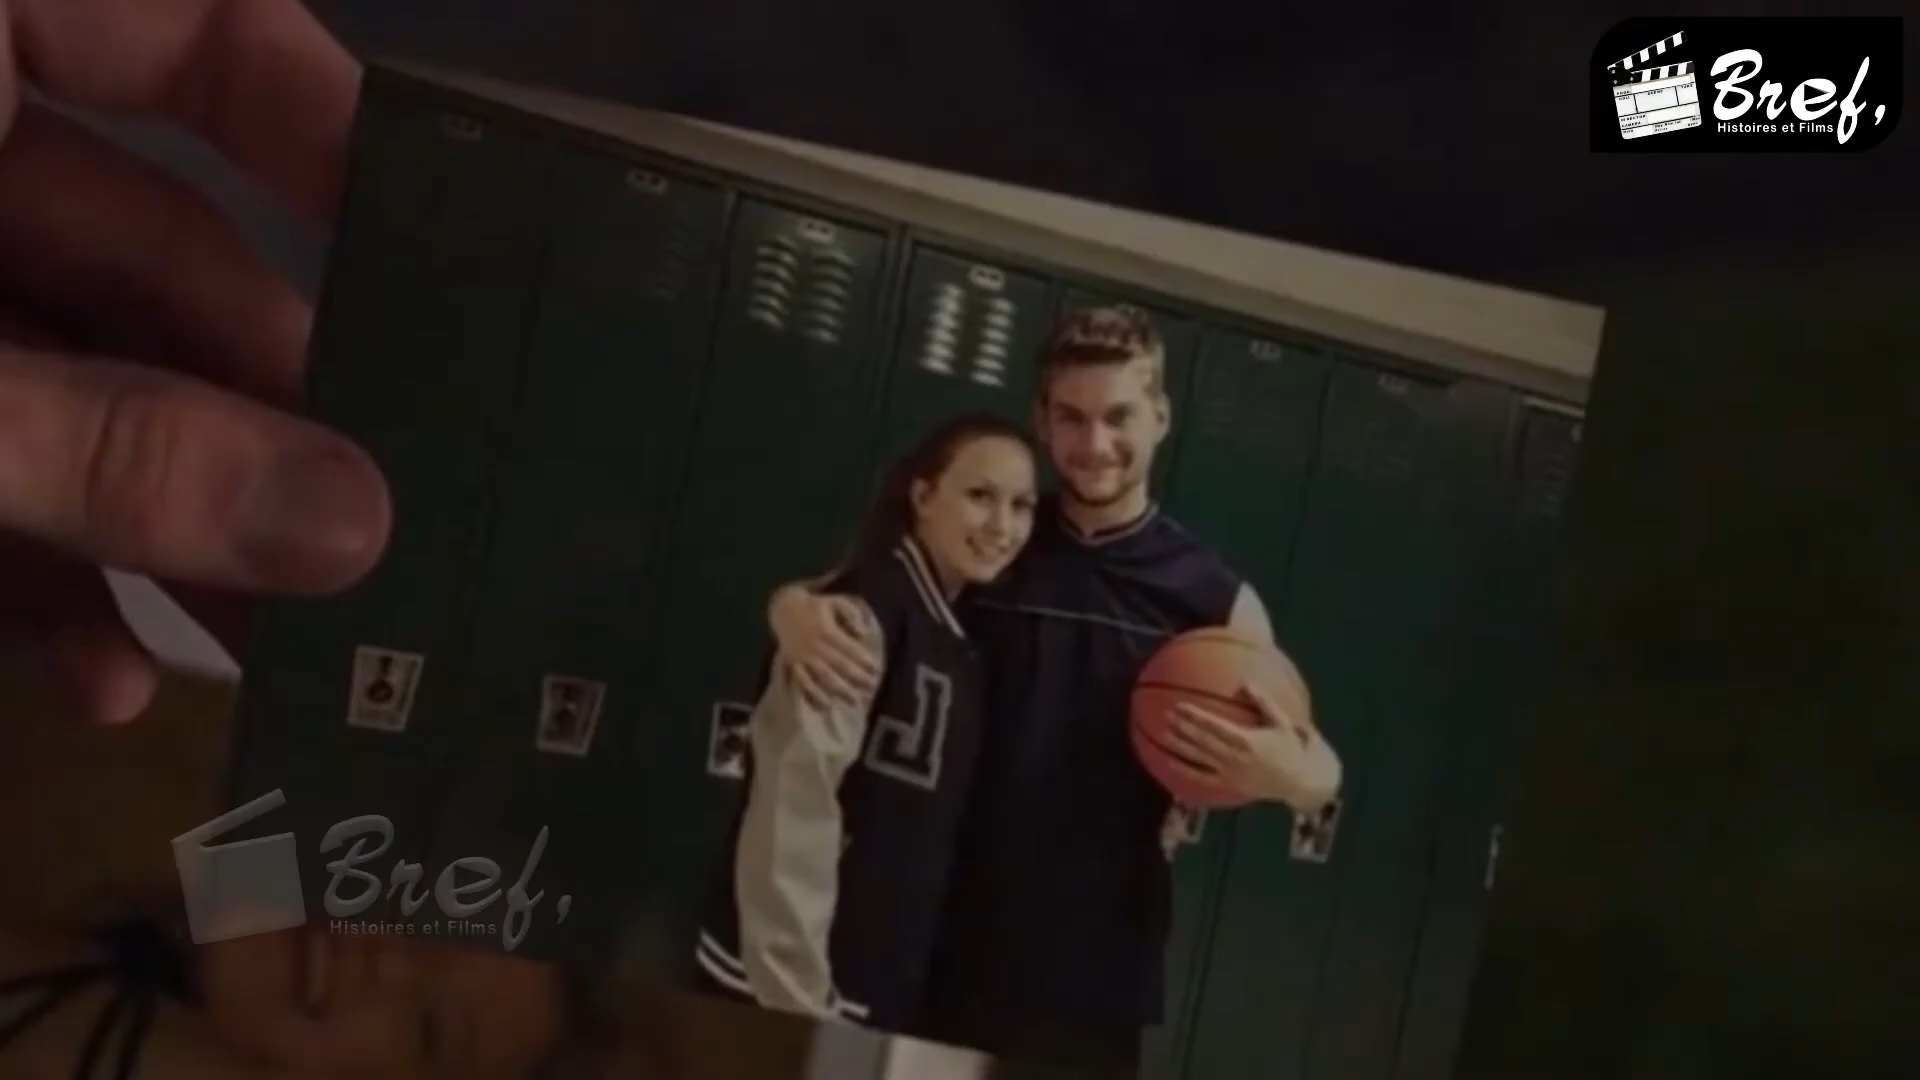 Bref,
Histoires et Films
L
Bref,
Histoires et Films